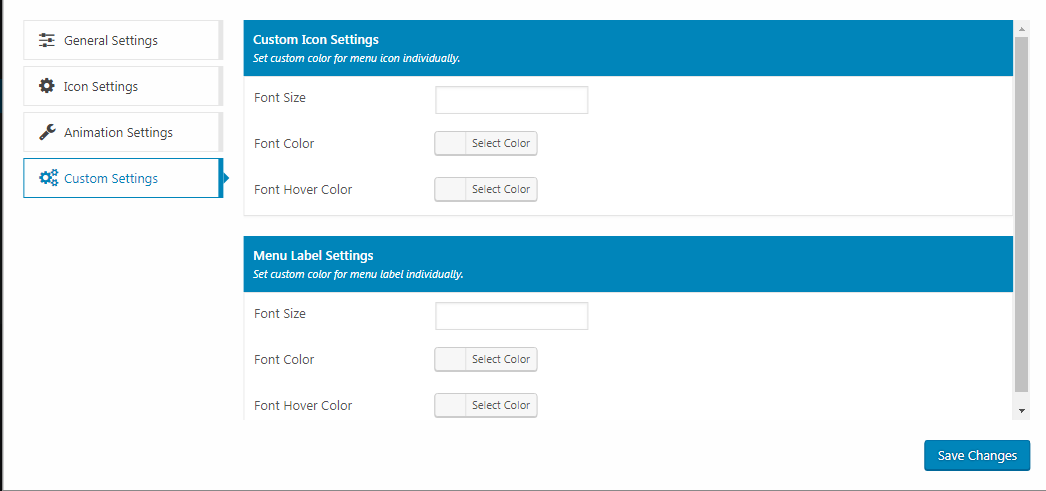 General Settings
Icon Settings
Animation Settings
Custom Settings
Custom Icon Settings
Set custom color for menu icon individually.
Font Size
Font Color
Select Color
Font Hover Color
Select Color
Menu Label Settings
Set custom color for menu label individually.
Font Size
Font Color
Select Color
Font Hover Color
Select Color
Save Changes